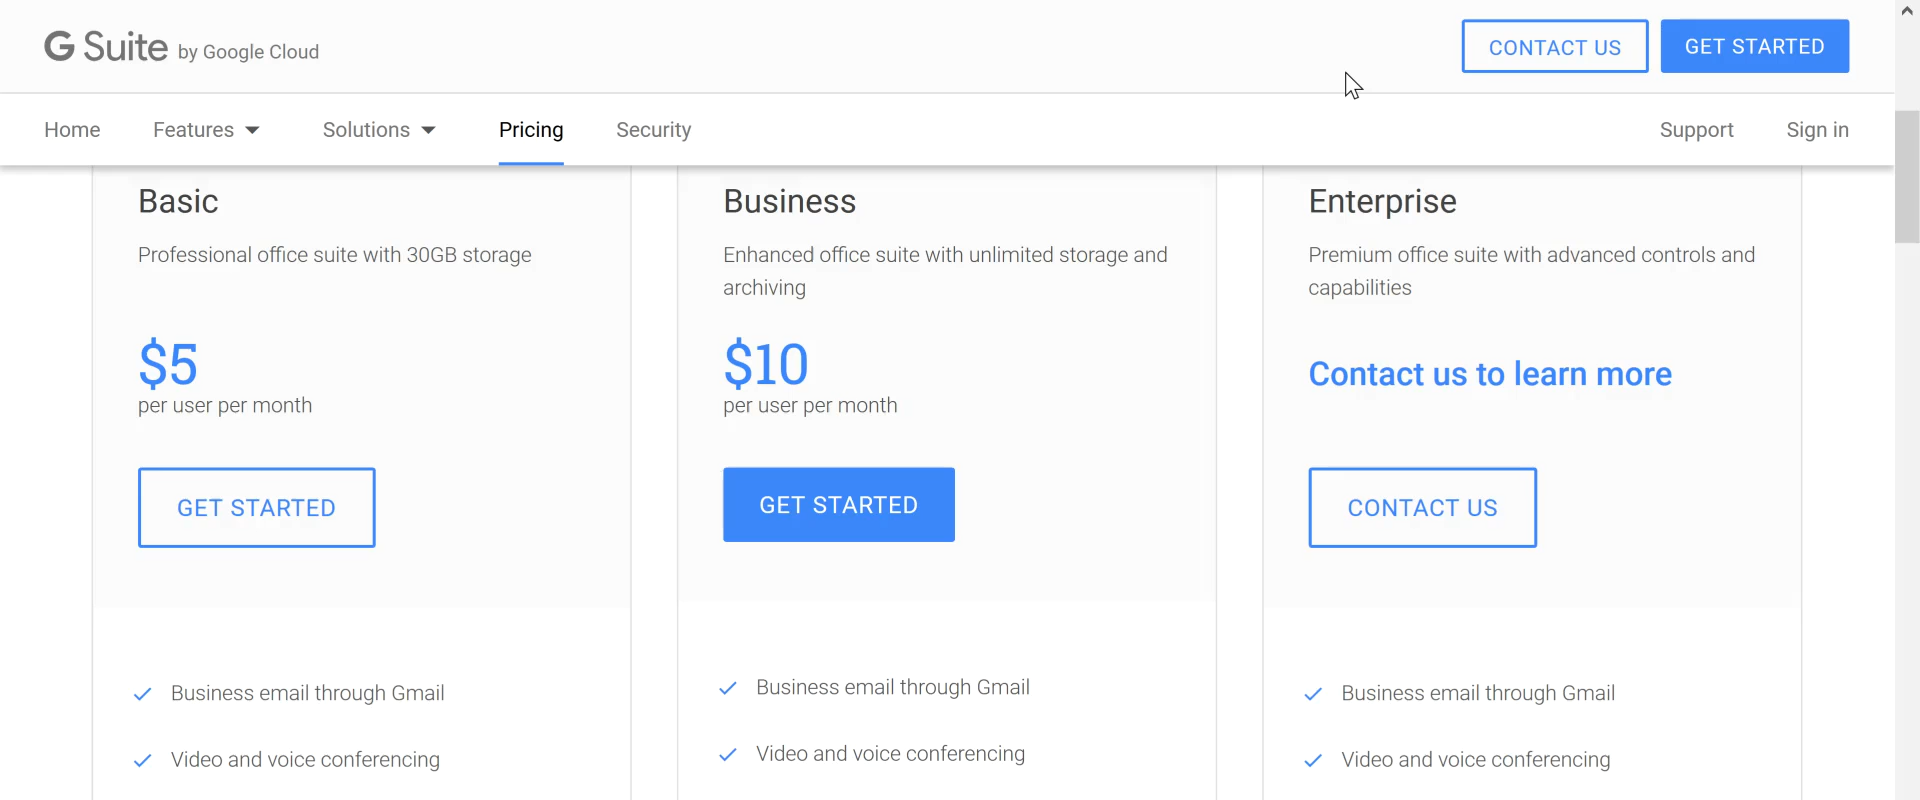 G Suite by Google Cloud
CONTACT US
GET STARTED
Home
Features
Solutions
Pricing
Security
Support
Sign in
Basic
Professional office suite with 30GB storage
$5
per user per month
GET STARTED
Business email through Gmail
Video and voice conferencing
Business
Enhanced office suite with unlimited storage and
archiving
$10
per user per month
GET STARTED
Business email through Gmail
Video and voice conferencing
Enterprise
Premium office suite with advanced controls and
capabilities
Contact us to learn more
CONTACT US
Business email through Gmail
Video and voice conferencing